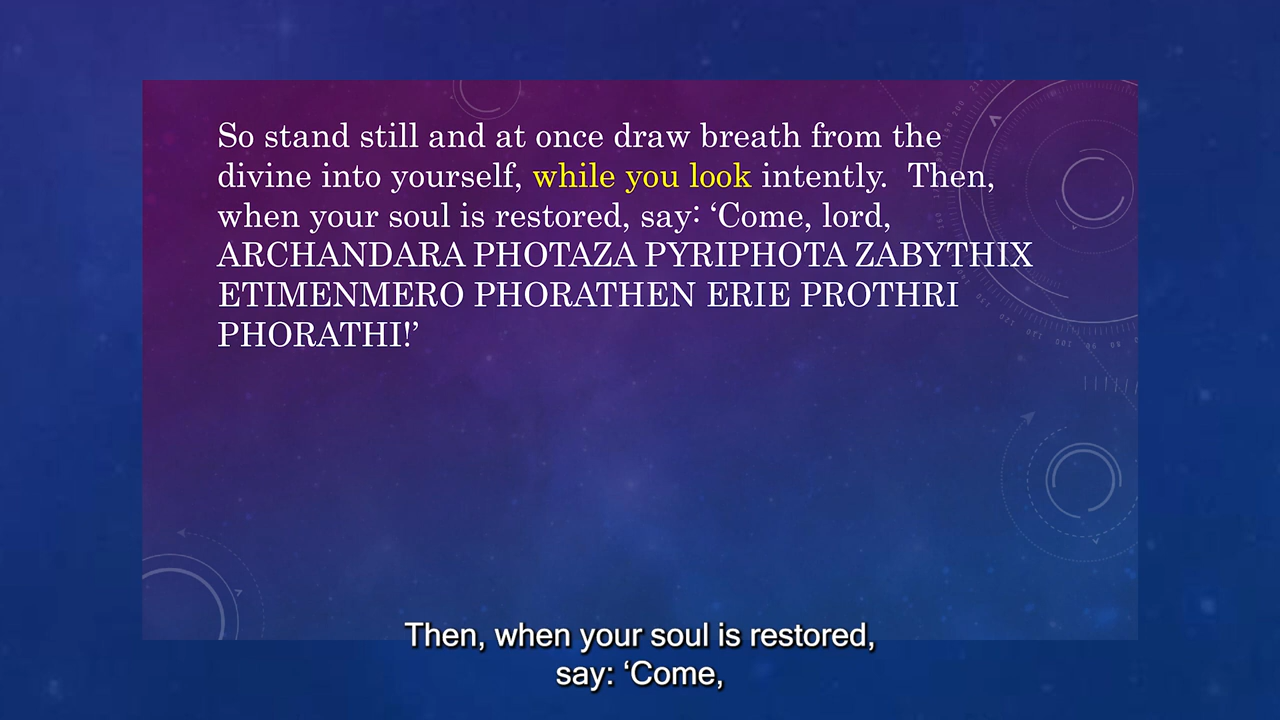 So stand still and at once draw breath from the
divine into yourself, while you look intently.  Then,
when your soul is restored, say: ‘Come, lord,
ARCHANDARA PHOTAZA PYRIPHOTA ZABYTHIX
ETIMENMERO PHORATHEN ERIE PROTHRI
PHORATHI!’
Then, when your soul is restored,
say: ‘Come,